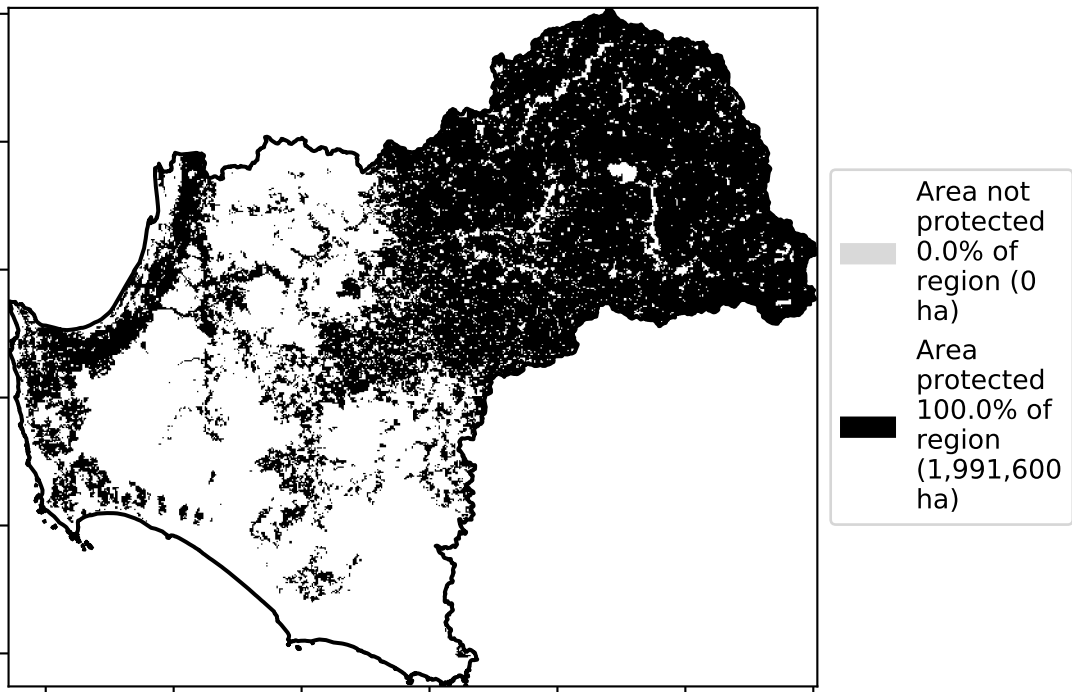 Area not
protected
0.0% of
region (0
ha)
Area
protected
100.0% of
region
(1,991,600
ha)